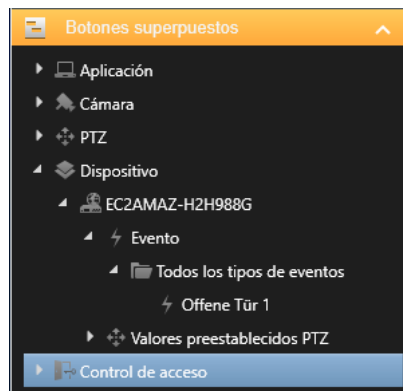 Botones superpuestos
Aplicación
Cámara
PTZ
Dispositivo
EC2AMAZ-H2H988G
Evento
Todos los tipos de eventos
Offene Tür 1
Valores preestablecidos PTZ
Control de acceso